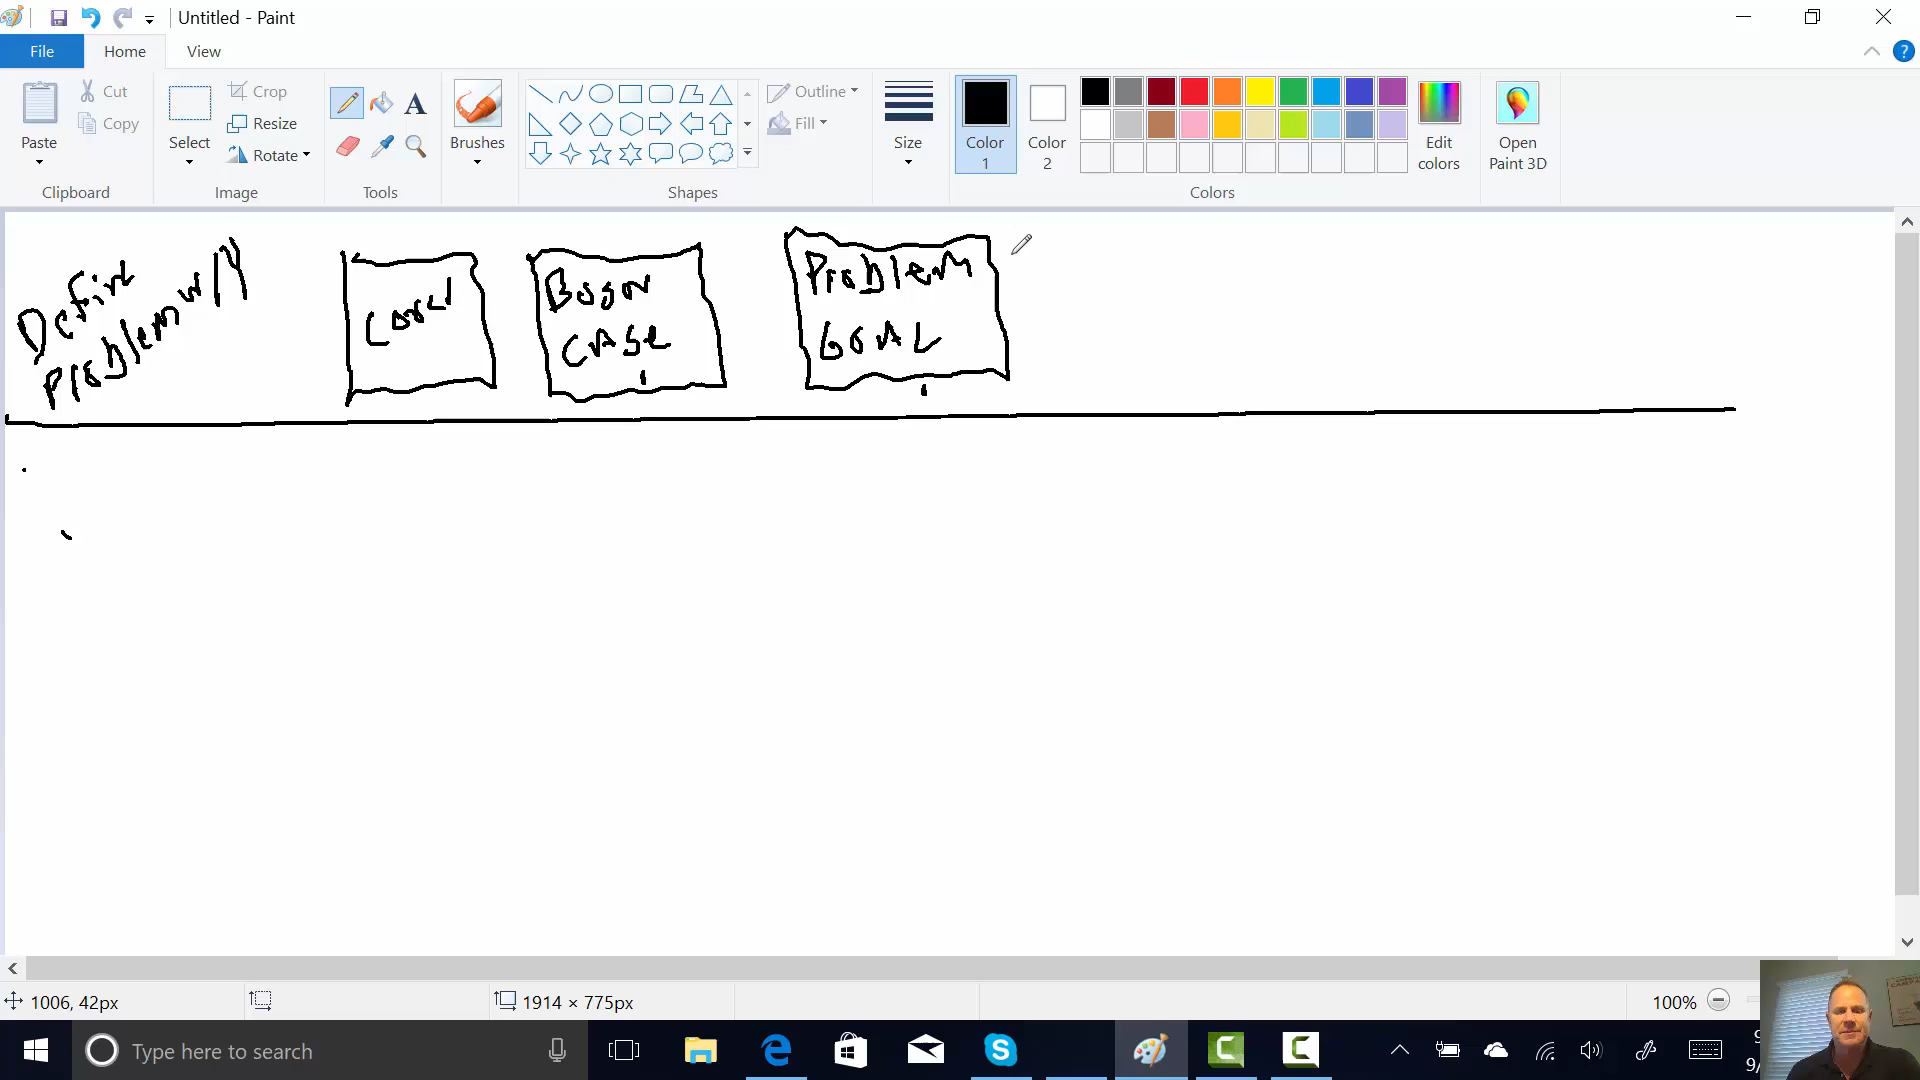 Untitled - Paint
File
Home
View
Paste
Cut
Copy
Clipboard
Select
Crop
Resize
Rotate
Image
Tools
Brushes
Shapes
Outline
Fill
Size
Color
1
Color
2
Colors
Edit
colors
Open
Paint 3D
Define
Problem w/
CASE
Problem
GOAL
1006, 42px
1914 × 775px
100%
Type here to search